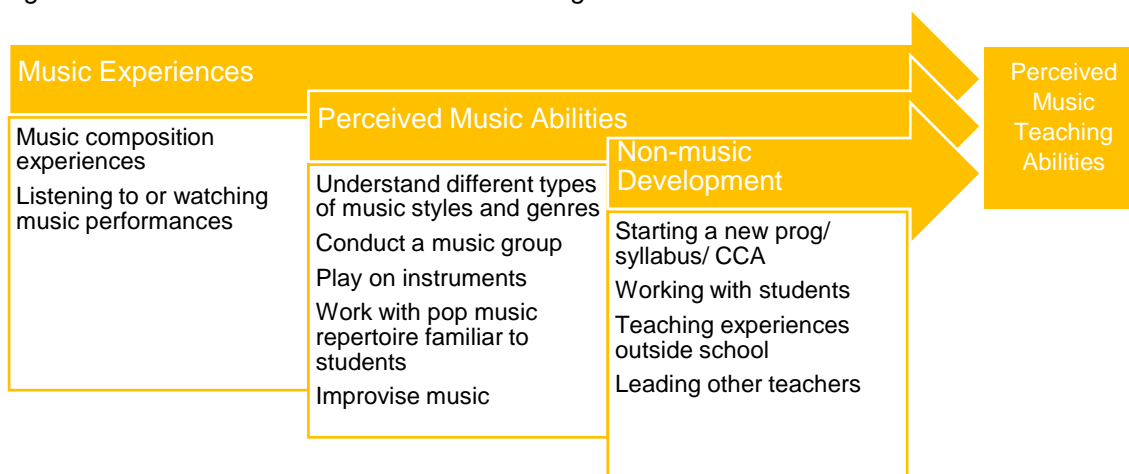 Music Experiences
Music composition
experiences
Listening to or watching
music performances
Perceived Music Abilities
Understand different types
of music styles and genres
Conduct a music group
Play on instruments
Work with pop music
repertoire familiar to
students
Improvise music
Non-music
Development
Starting a new prog/
syllabus/ CCA
Working with students
Teaching experiences
outside school
Leading other teachers
Perceived
Music
Teaching
Abilities